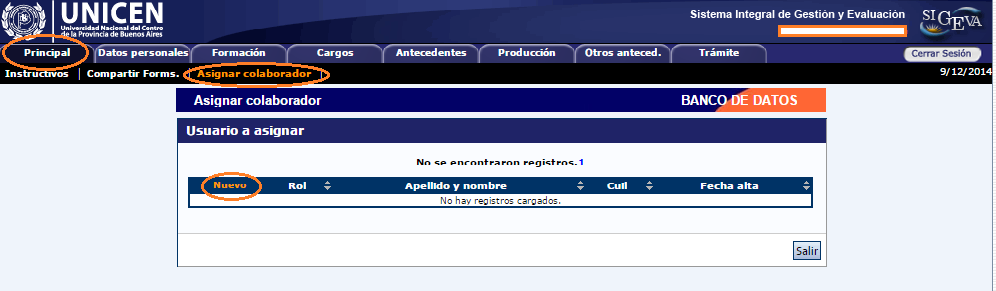 UNICEN
Universidad Nacional del Centro
de la Provincia de Buenos Aires
Sistema Integral de Gestión y Evaluación
SIGEVA
Principal Datos personales Formación Cargos Antecedentes Producción Otros anteced. Trámite Cerrar Sesión
Instructivos | Compartir Forms. | Asignar colaborador | 9/12/2014
Asignar colaborador BANCO DE DATOS
Usuario a asignar
No se encontraron registros.1
Nuevo Rol Apellido y nombre Cuil Fecha alta
No hay registros cargados.
Salir